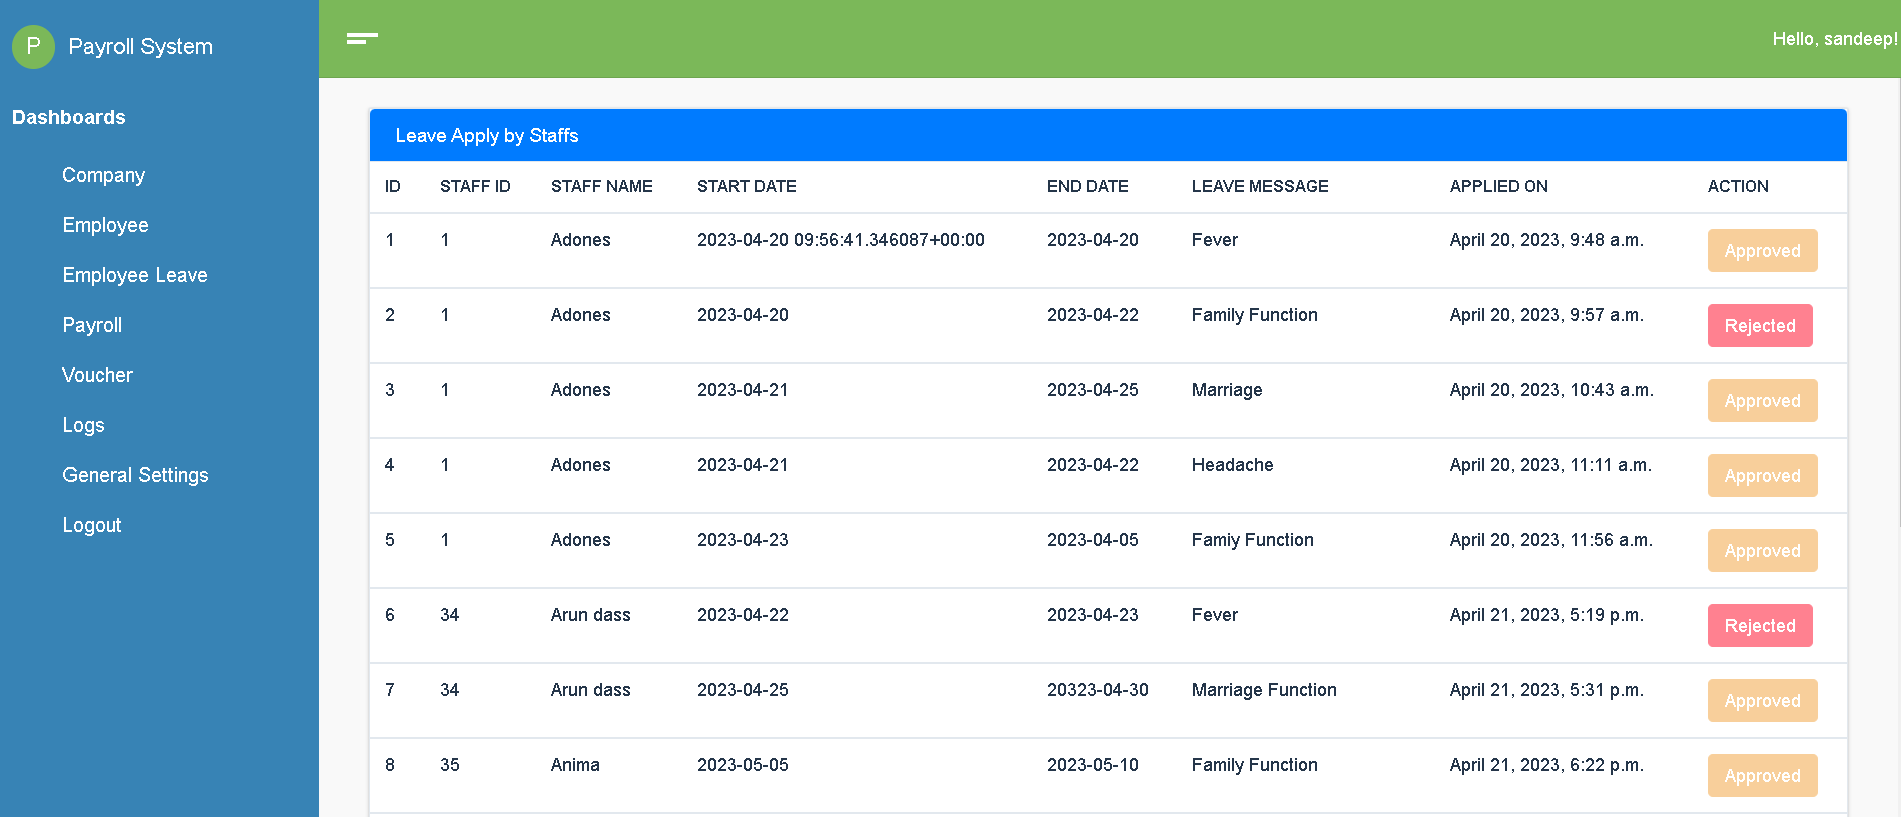 P Payroll System
Hello, sandeep!
Dashboards
Company
Employee
Employee Leave
Payroll
Voucher
Logs
General Settings
Logout
Leave Apply by Staffs
ID STAFF ID STAFF NAME START DATE END DATE LEAVE MESSAGE APPLIED ON ACTION
1 1 Adones 2023-04-20 09:56:41.346087+00:00 2023-04-20 Fever April 20, 2023, 9:48 a.m. Approved
2 1 Adones 2023-04-20 2023-04-22 Family Function April 20, 2023, 9:57 a.m. Rejected
3 1 Adones 2023-04-21 2023-04-25 Marriage April 20, 2023, 10:43 a.m. Approved
4 1 Adones 2023-04-21 2023-04-22 Headache April 20, 2023, 11:11 a.m. Approved
5 1 Adones 2023-04-23 2023-04-05 Famiy Function April 20, 2023, 11:56 a.m. Approved
6 34 Arun dass 2023-04-22 2023-04-23 Fever April 21, 2023, 5:19 p.m. Rejected
7 34 Arun dass 2023-04-25 20323-04-30 Marriage Function April 21, 2023, 5:31 p.m. Approved
8 35 Anima 2023-05-05 2023-05-10 Family Function April 21, 2023, 6:22 p.m. Approved